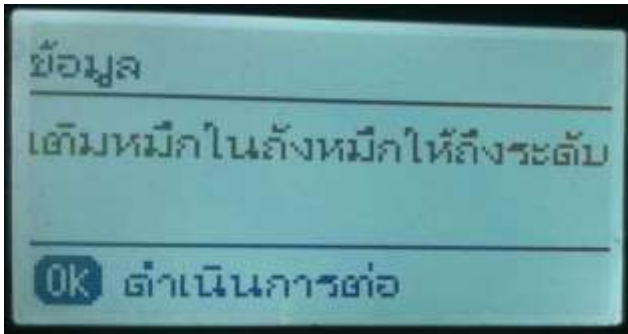 ข้อมูล
เติมหมึกในถังหมึกให้ถึงระดับ
OK ดำเนินการต่อ